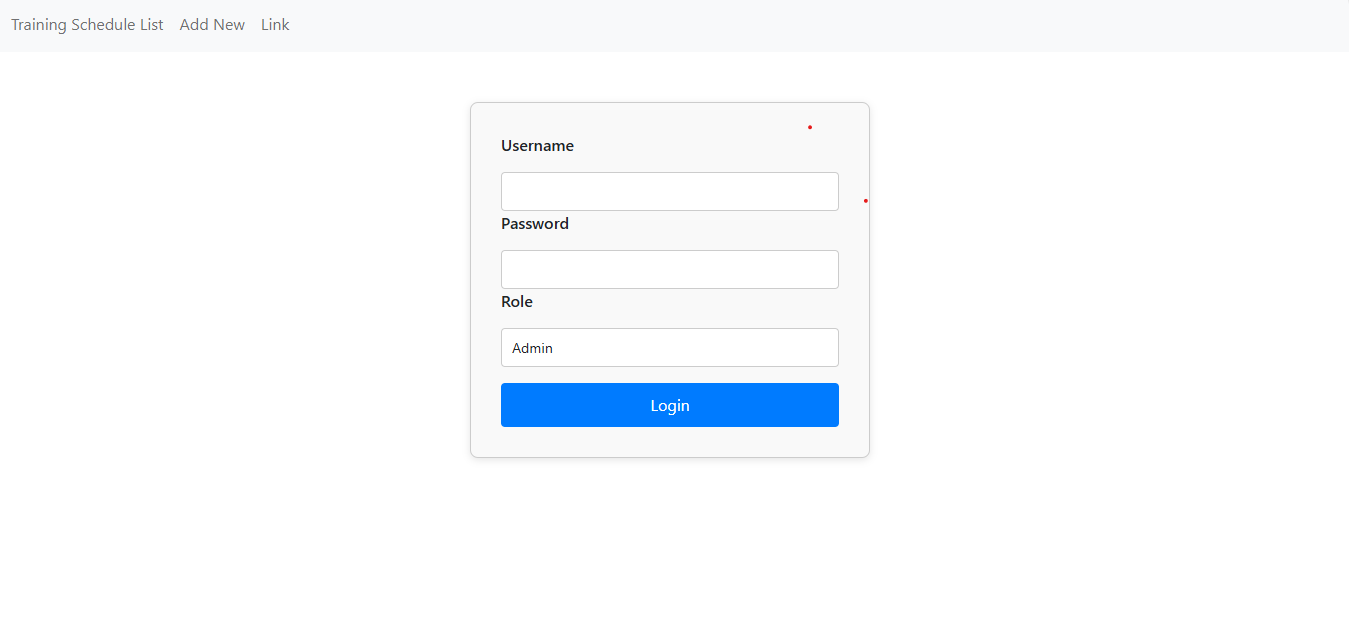 Training Schedule List Add New Link
Username
Password
Role
Admin
Login